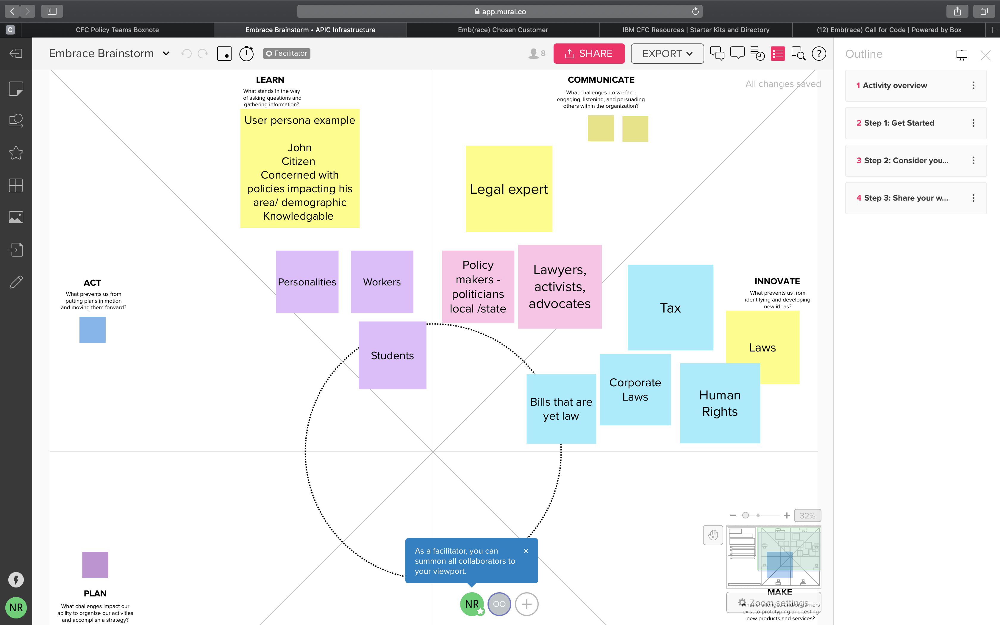 app.mural.co
C
CFC Policy Teams Boxnote
Embrace Brainstorm • APIC Infrastructure
Emb(race) Chosen Customer
IBM CFC Resources | Starter Kits and Directory
(12) Emb(race) Call for Code | Powered by Box
Embrace Brainstorm
Facilitator
8
SHARE
EXPORT
?
Outline
All changes saved
1 Activity overview
2 Step 1: Get Started
3 Step 2: Consider you...
4 Step 3: Share your w...
LEARN
What stands in the way
of asking questions and
gathering information?
User persona example
John
Citizen
Concerned with
policies impacting his
area/ demographic
Knowledgable
COMMUNICATE
What challenges do we face
engaging, listening, and persuading
others within the organization?
Legal expert
Personalities
Workers
Students
Policy
makers -
politicians
local /state
Lawyers,
activists,
advocates
ACT
What prevents us from
putting plans in motion
and moving them forward?
INNOVATE
What prevents us from
identifying and developing
new ideas?
Tax
Laws
Corporate
Laws
Human
Rights
Bills that are
yet law
32%
As a facilitator, you can
summon all collaborators to
your viewport.
NR
OO
PLAN
What challenges impact our
ability to organize our activities
and accomplish a strategy?
NR
MAKE
Zoom settings
What challenges and/or barriers
exist to prototyping and testing
new products and services?